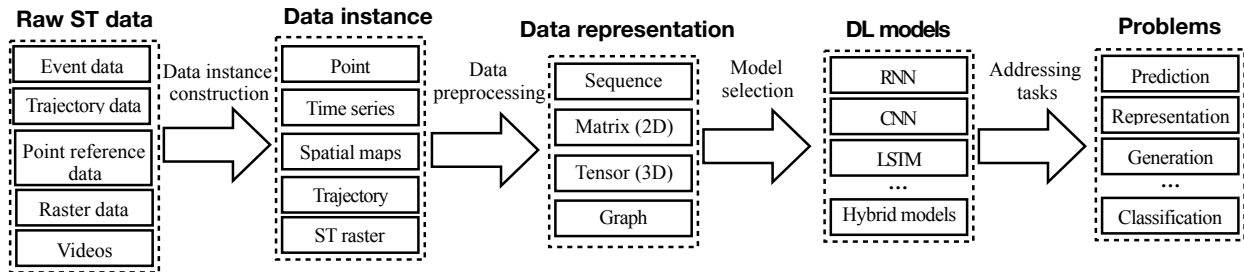 Raw ST data
Event data
Trajectory data
Point reference
data
Raster data
Videos
Data instance
construction
Data instance
Point
Time series
Spatial maps
Trajectory
ST raster
Data
preprocessing
Data representation
Sequence
Matrix (2D)
Tensor (3D)
Graph
Model
selection
DL models
RNN
CNN
LSTM
...
Hybrid models
Addressing
tasks
Problems
Prediction
Representation
Generation
...
Classification